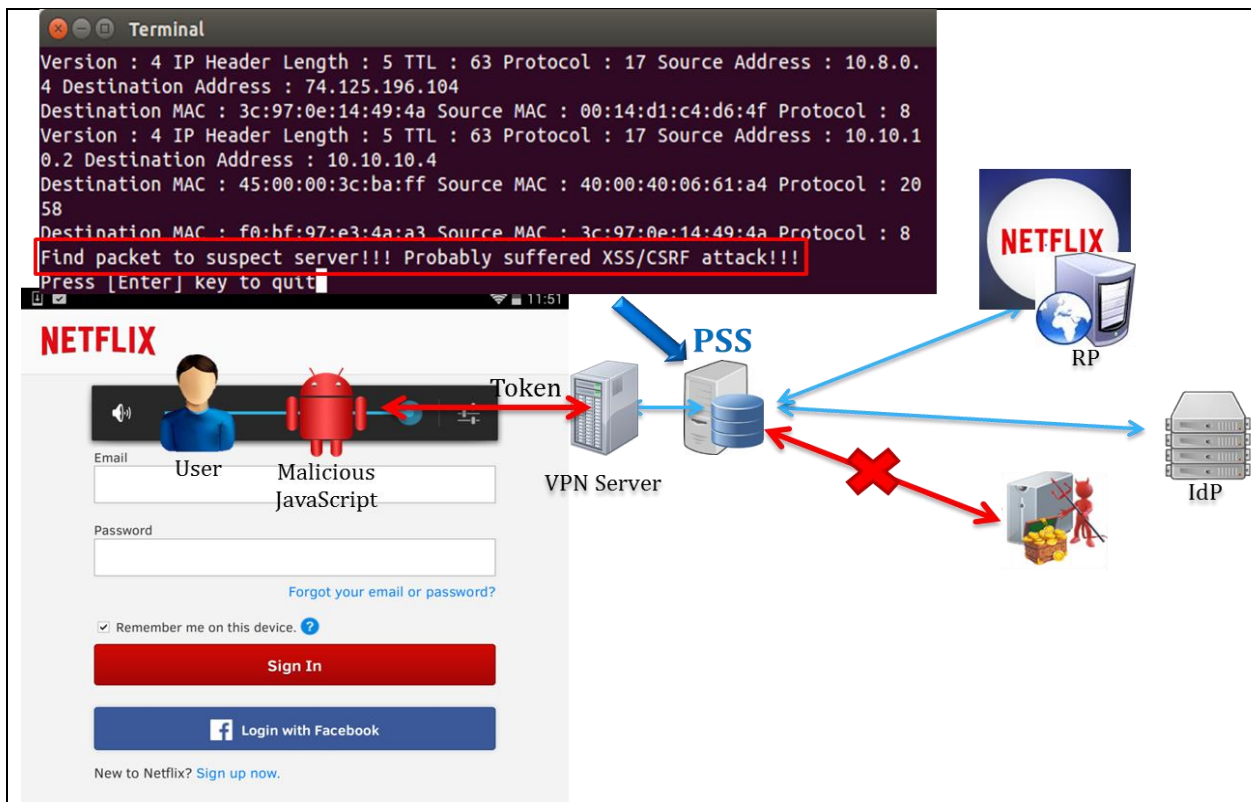 Terminal
Version : 4 IP Header Length : 5 TTL : 63 Protocol : 17 Source Address : 10.8.0.
4 Destination Address : 74.125.196.104
Destination MAC : 3c:97:0e:14:49:4a Source MAC : 00:14:d1:c4:d6:4f Protocol : 8
Version : 4 IP Header Length : 5 TTL : 63 Protocol : 17 Source Address : 10.10.1
0.2 Destination Address : 10.10.10.4
Destination MAC : 45:00:00:3c:ba:ff Source MAC : 40:00:40:06:61:a4 Protocol : 20
58
Destination MAC : f0:bf:97:e3:4a:a3 Source MAC : 3c:97:0e:14:49:4a Protocol : 8
Find packet to suspect server!!! Probably suffered XSS/CSRF attack!!!
Press [Enter] key to quit
11:51
NETFLIX
User
Malicious
JavaScript
Token
VPN Server
PSS
NETFLIX
RP
IdP
Email
Password
Forgot your email or password?
Remember me on this device. ?
Sign In
f Login with Facebook
New to Netflix? Sign up now.